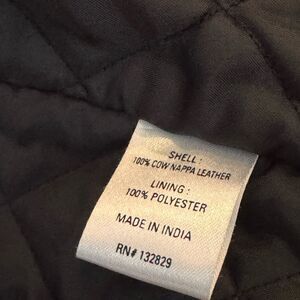 SHELL :
100% COW NAPPA LEATHER
LINING :
100% POLYESTER
MADE IN INDIA
RN# 132829